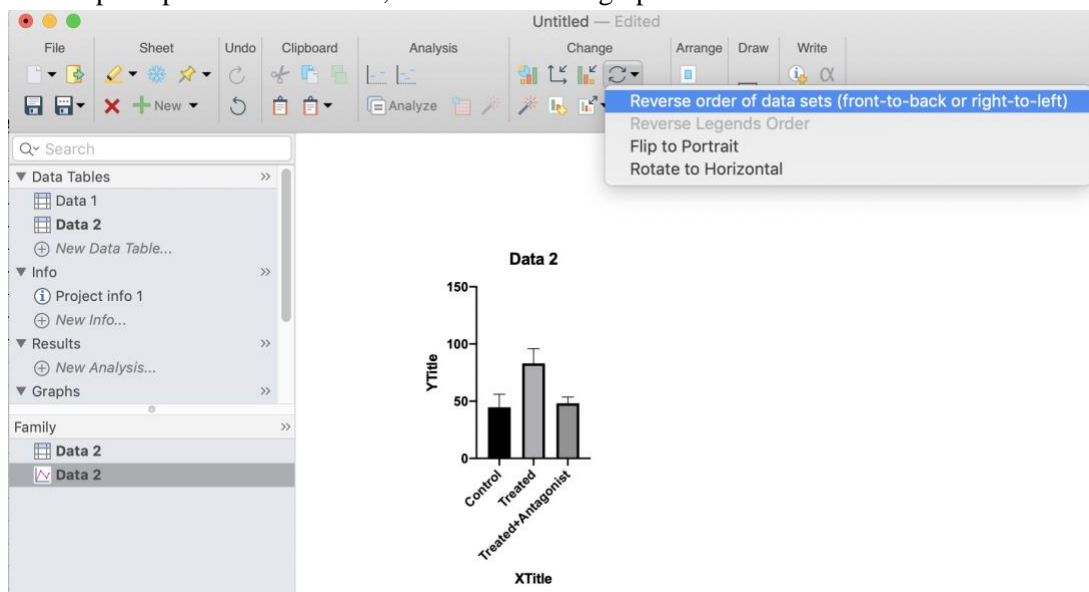 Untitled — Edited
File Sheet Undo Clipboard Analysis Change Arrange Draw Write
New
Analyze
α
Reverse order of data sets (front-to-back or right-to-left)
Reverse Legends Order
Flip to Portrait
Rotate to Horizontal
Search
Data Tables
Data 1
Data 2
New Data Table...
Info
Project info 1
New Info...
Results
New Analysis...
Graphs
Family
Data 2
Data 2
Data 2
150
100
50
0
YTitle
Control
Treated
Treated+Antagonist
XTitle